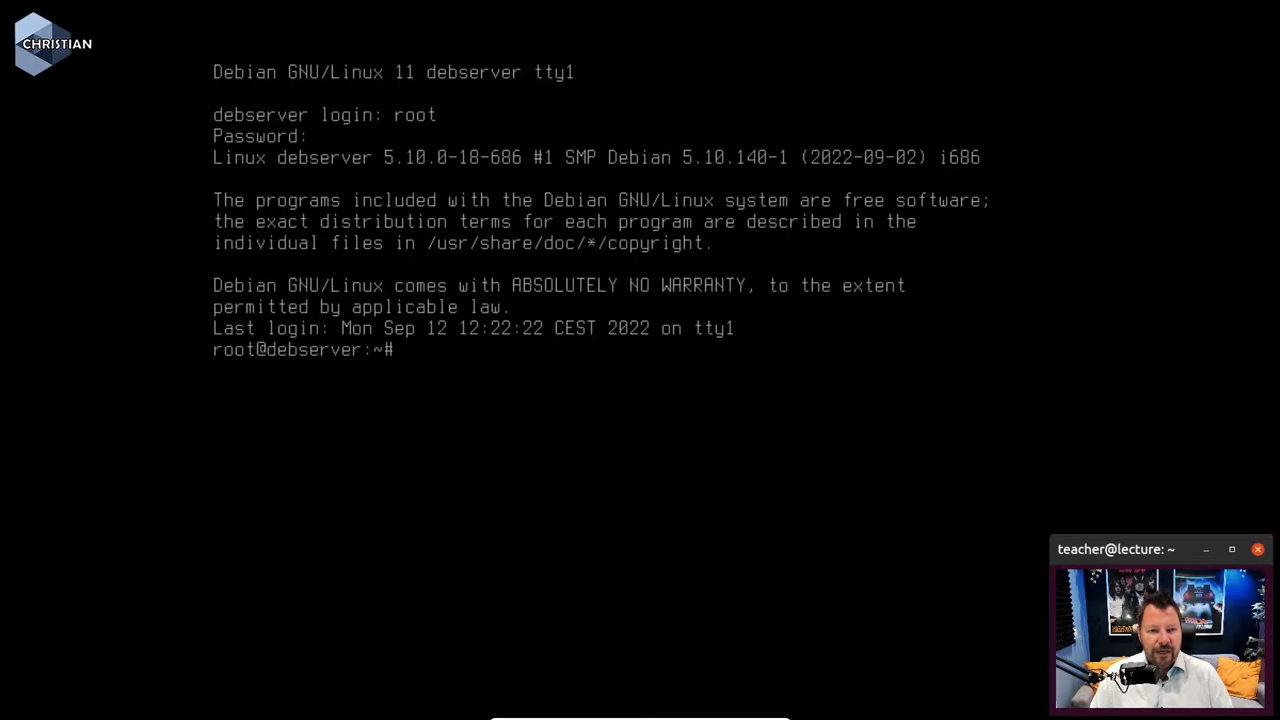 CHRISTIAN
Debian GNU/Linux 11 debserver tty1
debserver login: root
Password:
Linux debserver 5.10.0-18-686 #1 SMP Debian 5.10.140-1 (2022-09-02) i686
The programs included with the Debian GNU/Linux system are free software;
the exact distribution terms for each program are described in the
individual files in /usr/share/doc/*/copyright.
Debian GNU/Linux comes with ABSOLUTELY NO WARRANTY, to the extent
permitted by applicable law.
Last login: Mon Sep 12 12:22:22 CEST 2022 on tty1
root@debserver:~#
teacher@lecture: ~